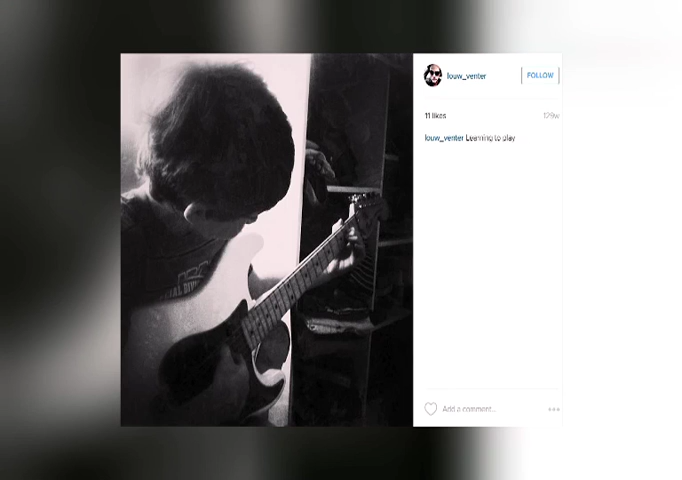 louw_venter
FOLLOW
11 likes
129w
louw_venter Learning to play
Add a comment...